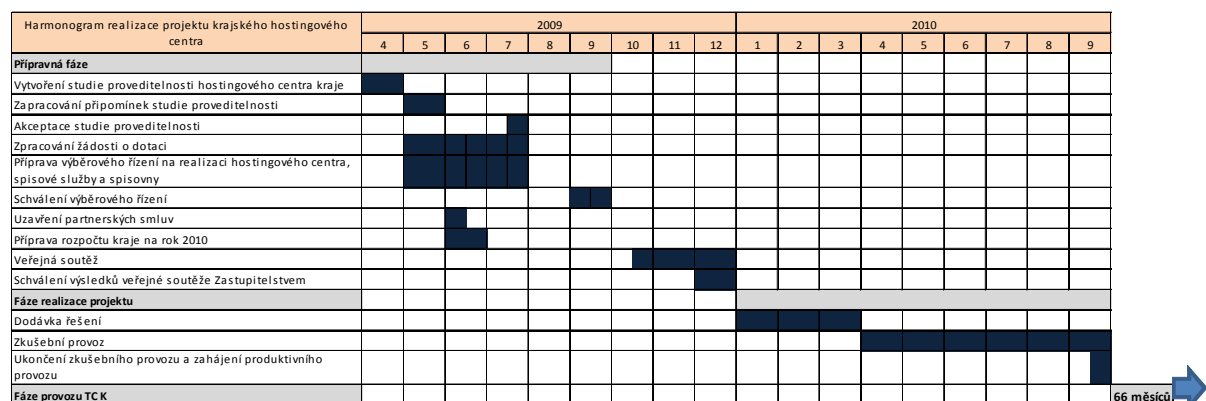 Harmonogram realizace projektu krajského hostingového
centra
2009
2010
4 5 6 7 8 9 10 11 12 1 2 3 4 5 6 7 8 9
Přípravná fáze
Vytvoření studie proveditelnosti hostingového centra kraje
Zapracování připomínek studie proveditelnosti
Akceptace studie proveditelnosti
Zpracování žádosti o dotaci
Příprava výběrového řízení na realizaci hostingového centra,
spisové služby a spisovny
Schválení výběrového řízení
Uzavření partnerských smluv
Příprava rozpočtu kraje na rok 2010
Veřejná soutěž
Schválení výsledků veřejné soutěže Zastupitelstvem
Fáze realizace projektu
Dodávka řešení
Zkušební provoz
Ukončení zkušebního provozu a zahájení produktivního
provozu
Fáze provozu TC K
66 měsíců